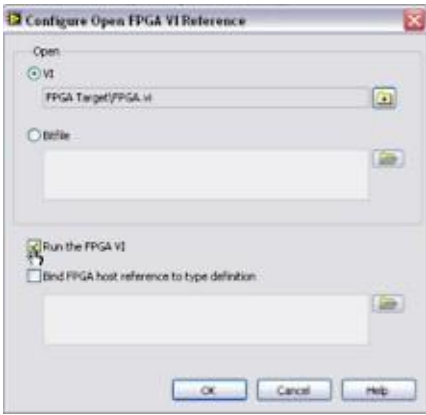 Configure Open FPGA VI Reference
Open
VI
FPGA Target\FPGA.vi
Bitfile
Run the FPGA VI
Bind FPGA host reference to type definition
OK
Cancel
Help